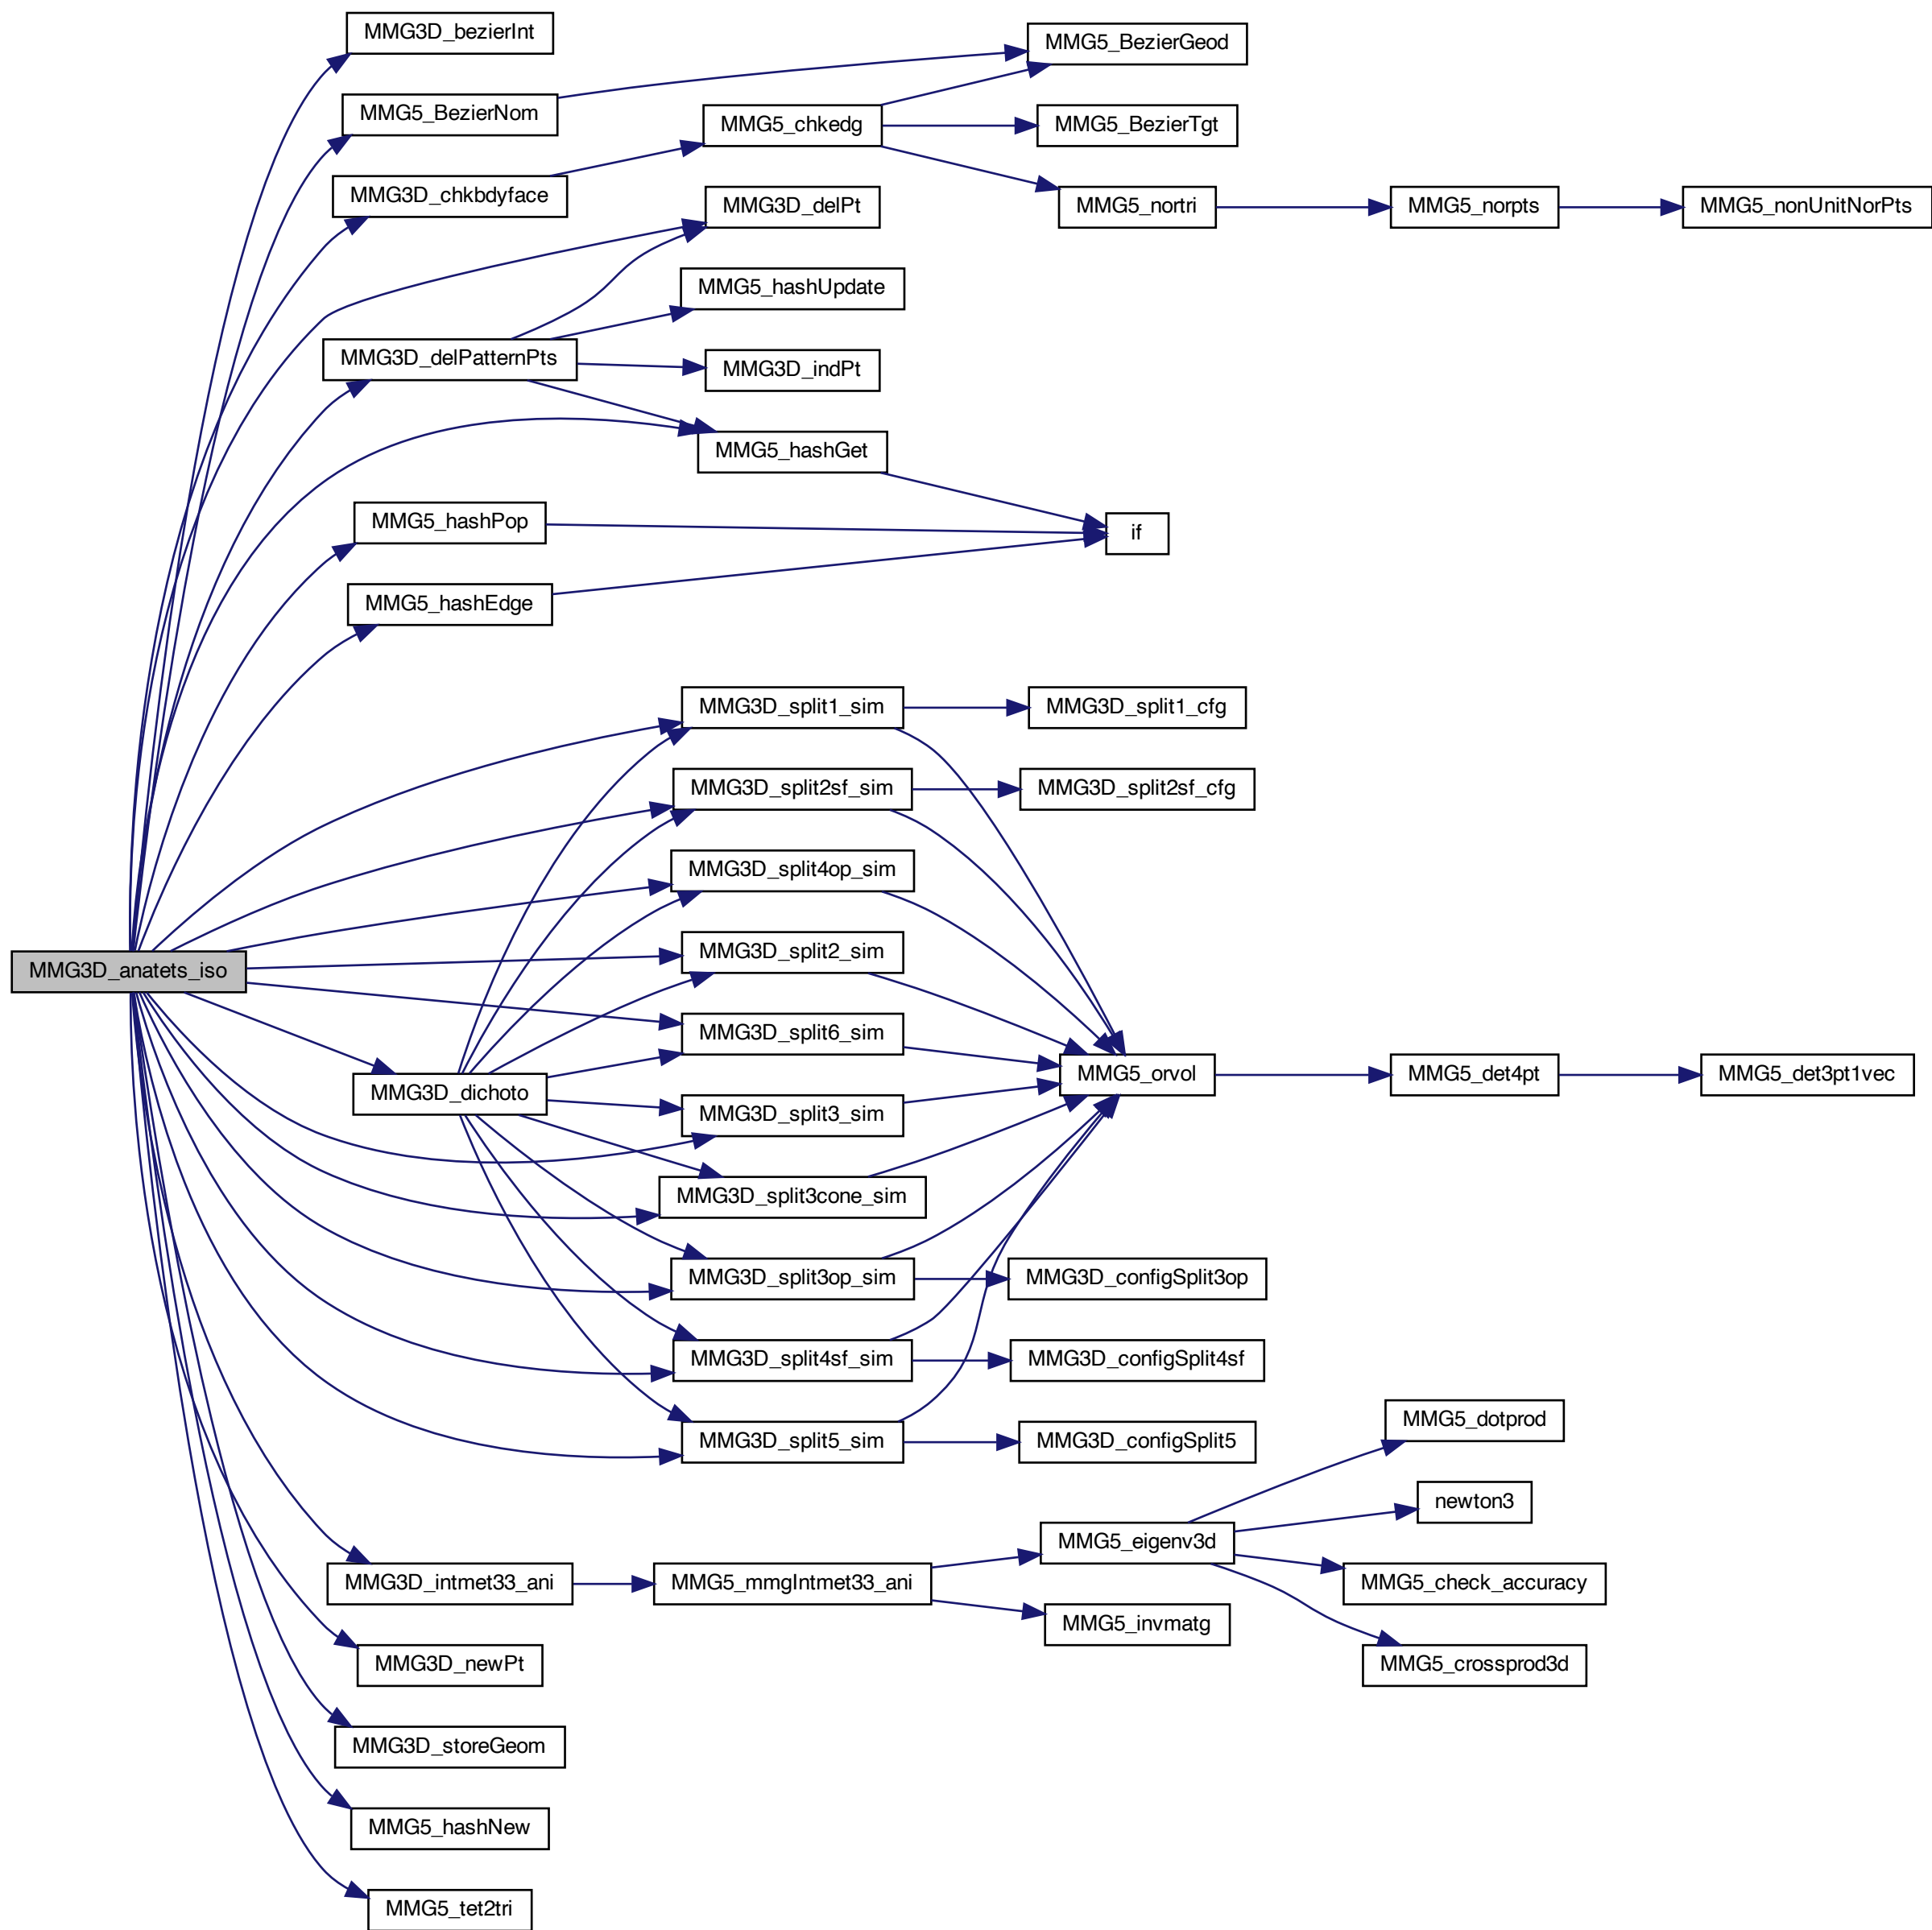 MMG3D_bezierInt
MMG5_BezierGeod
MMG5_BezierNom
MMG5_chkedg
MMG5_BezierTgt
MMG3D_chkbdyface
MMG3D_delPt
MMG5_nortri
MMG5_norpts
MMG5_nonUnitNorPts
MMG5_hashUpdate
MMG3D_delPatternPts
MMG3D_indPt
MMG5_hashGet
MMG5_hashPop
if
MMG5_hashEdge
MMG3D_split1_sim
MMG3D_split1_cfg
MMG3D_split2sf_sim
MMG3D_split2sf_cfg
MMG3D_split4op_sim
MMG3D_anatets_iso
MMG3D_split2_sim
MMG3D_split6_sim
MMG3D_dichoto
MMG5_orvol
MMG5_det4pt
MMG5_det3pt1vec
MMG3D_split3_sim
MMG3D_split3cone_sim
MMG3D_split3op_sim
MMG3D_configSplit3op
MMG3D_split4sf_sim
MMG3D_configSplit4sf
MMG5_dotprod
MMG3D_split5_sim
MMG3D_configSplit5
newton3
MMG5_eigenv3d
MMG3D_intmet33_ani
MMG5_mmgIntmet33_ani
MMG5_check_accuracy
MMG5_invmatg
MMG3D_newPt
MMG5_crossprod3d
MMG3D_storeGeom
MMG5_hashNew
MMG5_tet2tri